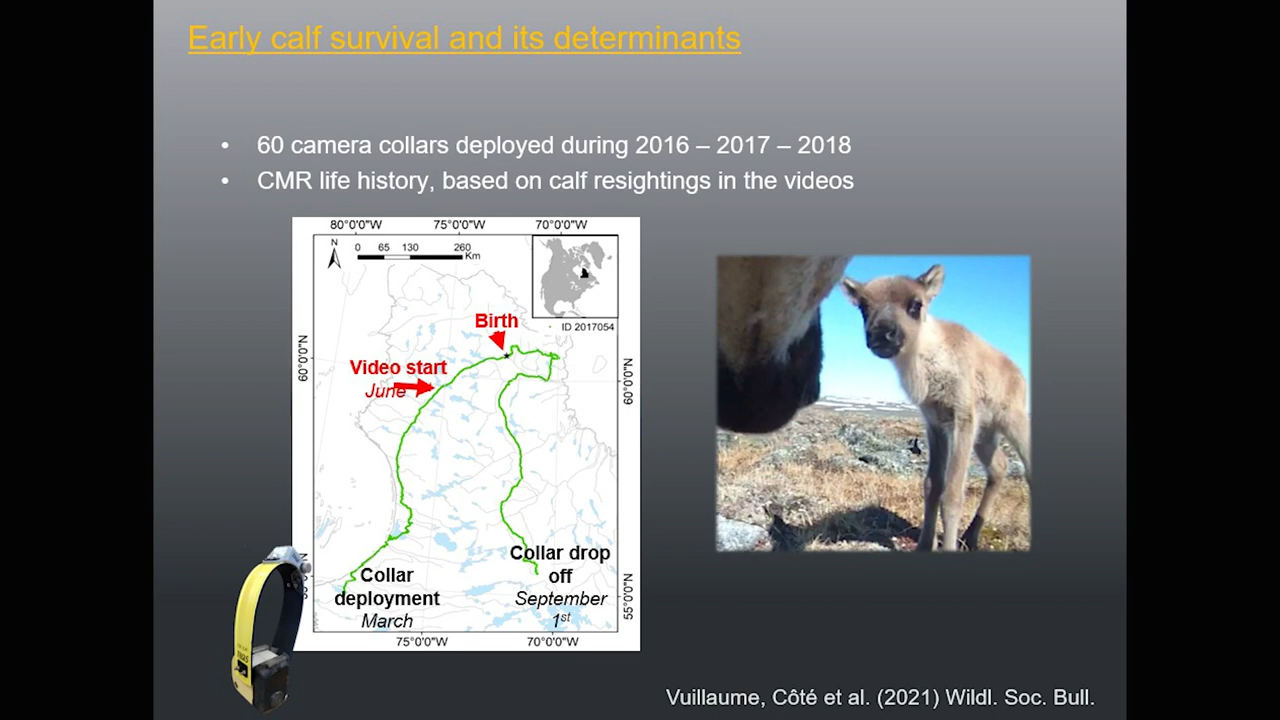 Early calf survival and its determinants
• 60 camera collars deployed during 2016 – 2017 – 2018
• CMR life history, based on calf resightings in the videos
80°0'0"W 75°0'0"W 70°0'0"W
N
0 65 130 260
Km
ID 2017054
Birth
60°0'0"N
Video start
June
60°0'0"N
Collar drop
off
September
1st
Collar
deployment
March
55°0'0"N
75°0'0"W 70°0'0"W
Vuillaume, Côté et al. (2021) Wildl. Soc. Bull.